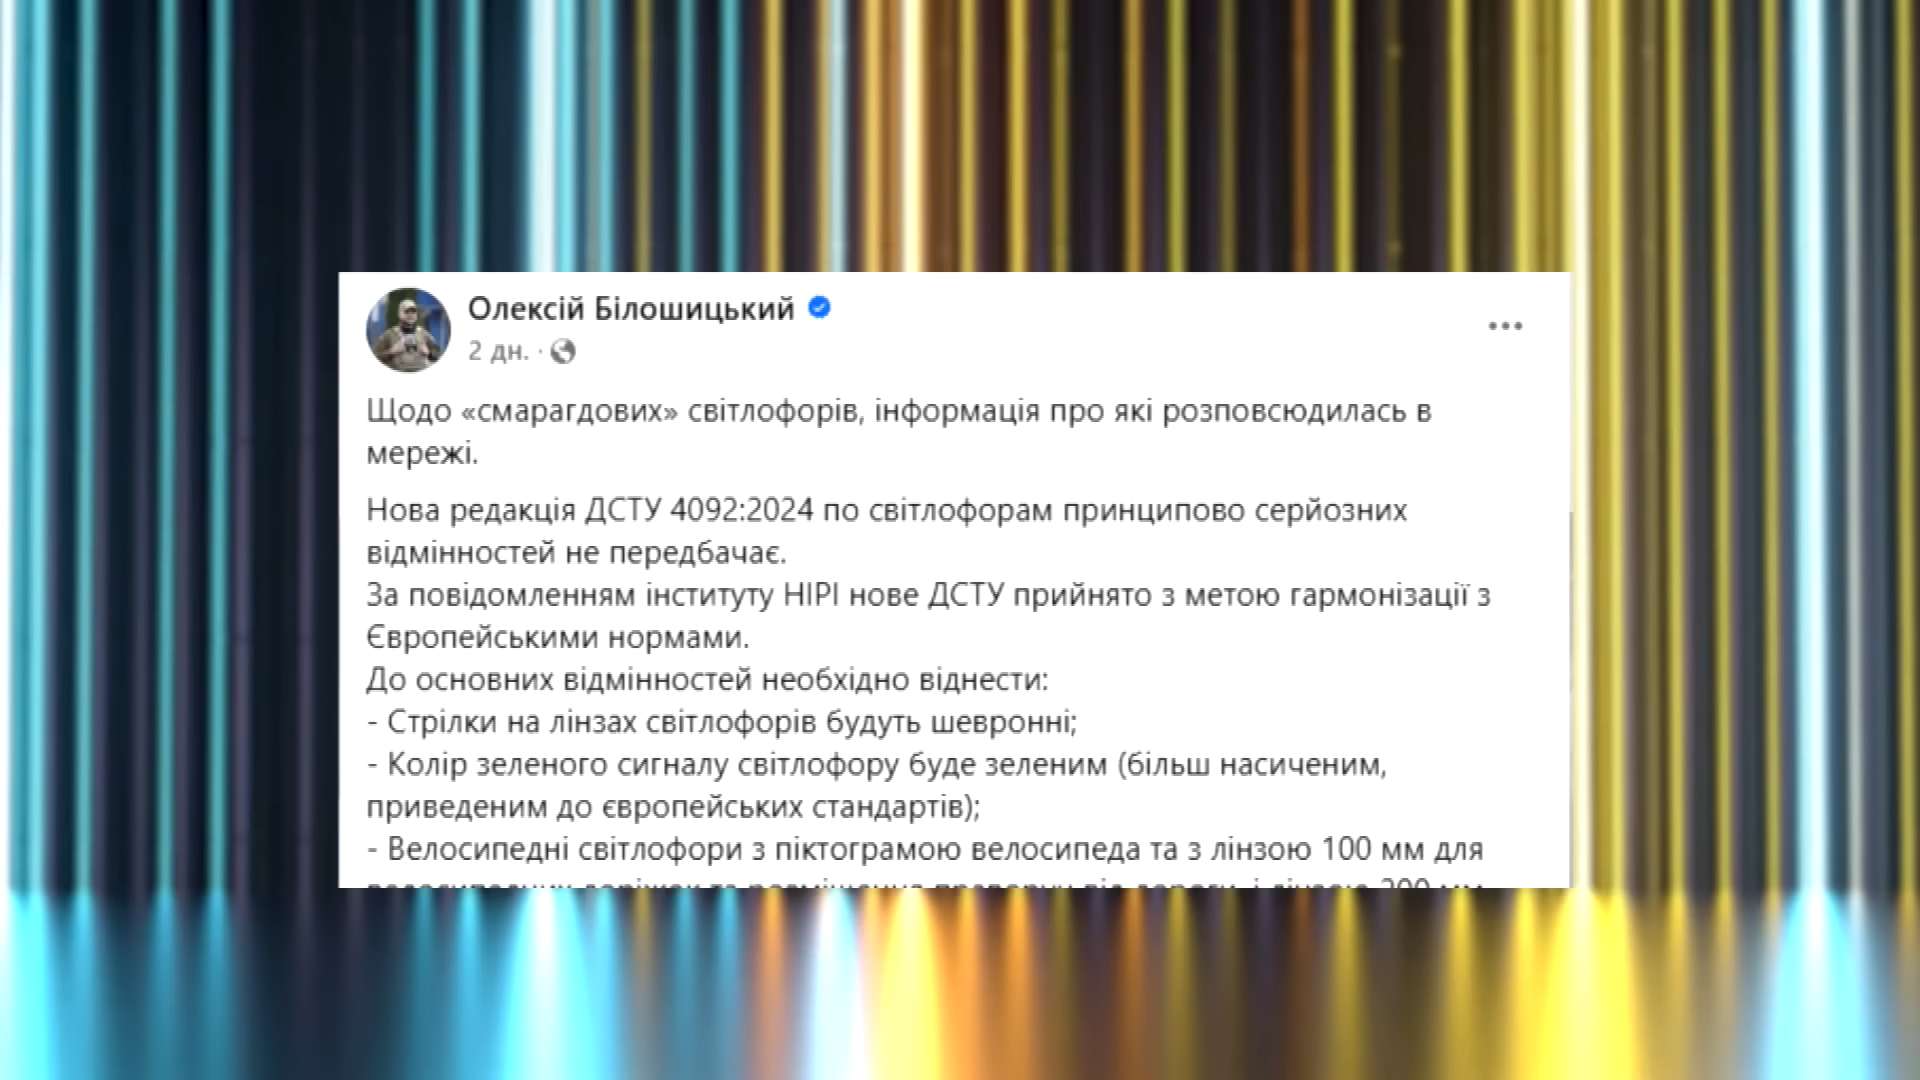 Олексій Білошицький
2 дн. ·
Щодо «смарагдових» світлофорів, інформація про які розповсюдилась в
мережі.
Нова редакція ДСТУ 4092:2024 по світлофорам принципово серйозних
відмінностей не передбачає.
За повідомленням інституту НІРІ нове ДСТУ прийнято з метою гармонізації з
Європейськими нормами.
До основних відмінностей необхідно віднести:
- Стрілки на лінзах світлофорів будуть шевронні;
- Колір зеленого сигналу світлофору буде зеленим (більш насиченим,
приведеним до європейських стандартів);
- Велосипедні світлофори з піктограмою велосипеда та з лінзою 100 мм для